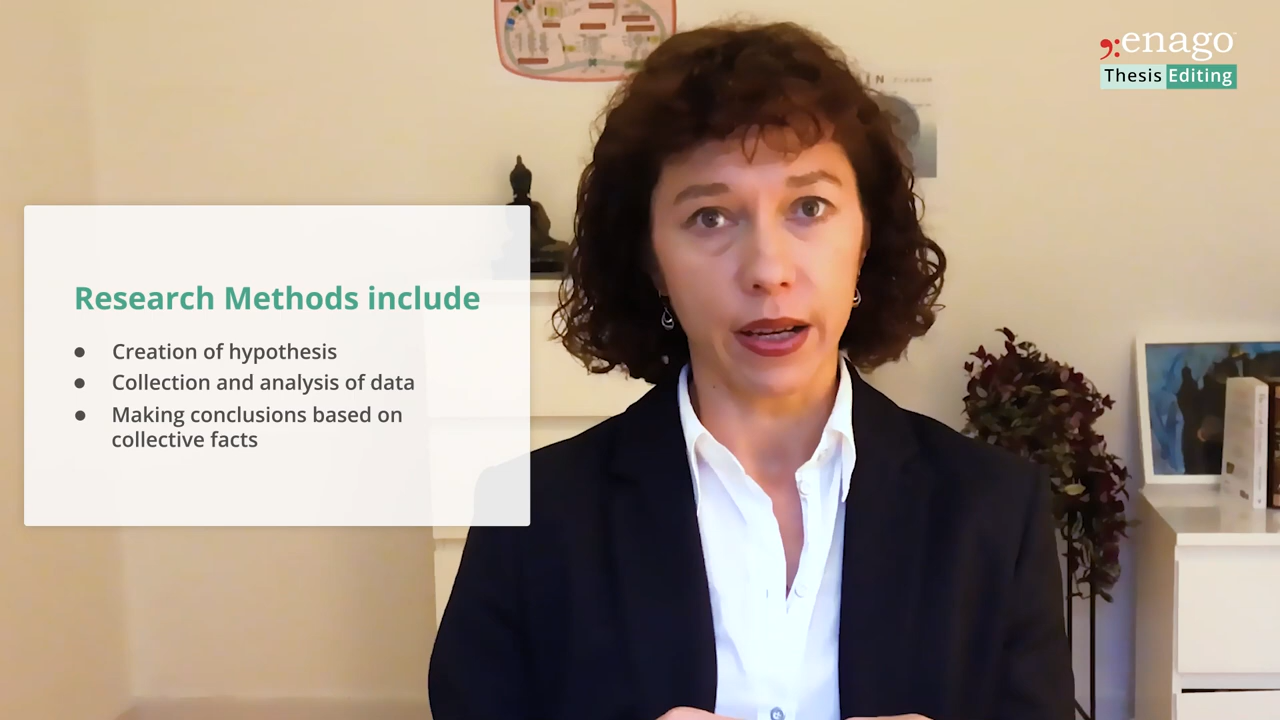 enago
Thesis Editing
Research Methods include
Creation of hypothesis
Collection and analysis of data
Making conclusions based on
collective facts